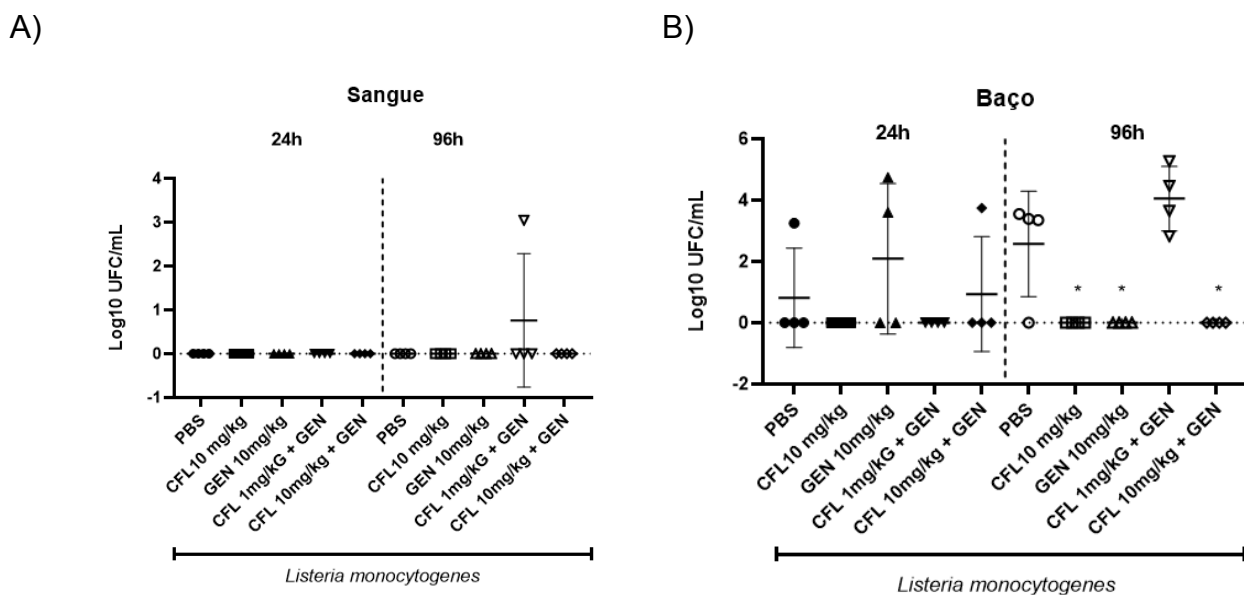 A)
Sangue
24h
96h
Log10 UFC/mL
4
3
2
1
0
-1
PBS
CFL10 mg/kg
GEN 10mg/kg
CFL 1mg/kG + GEN
CFL 10mg/kg + GEN
PBS
CFL10 mg/kg
GEN 10mg/kg
CFL 1mg/kG + GEN
CFL 10mg/kg + GEN
Listeria monocytogenes
B)
Baço
24h
96h
Log10 UFC/mL
6
4
2
0
-2
* * *
PBS
CFL10 mg/kg
GEN 10mg/kg
CFL 1mg/kG + GEN
CFL 10mg/kg + GEN
PBS
CFL10 mg/kg
GEN 10mg/kg
CFL 1mg/kG + GEN
CFL 10mg/kg + GEN
Listeria monocytogenes